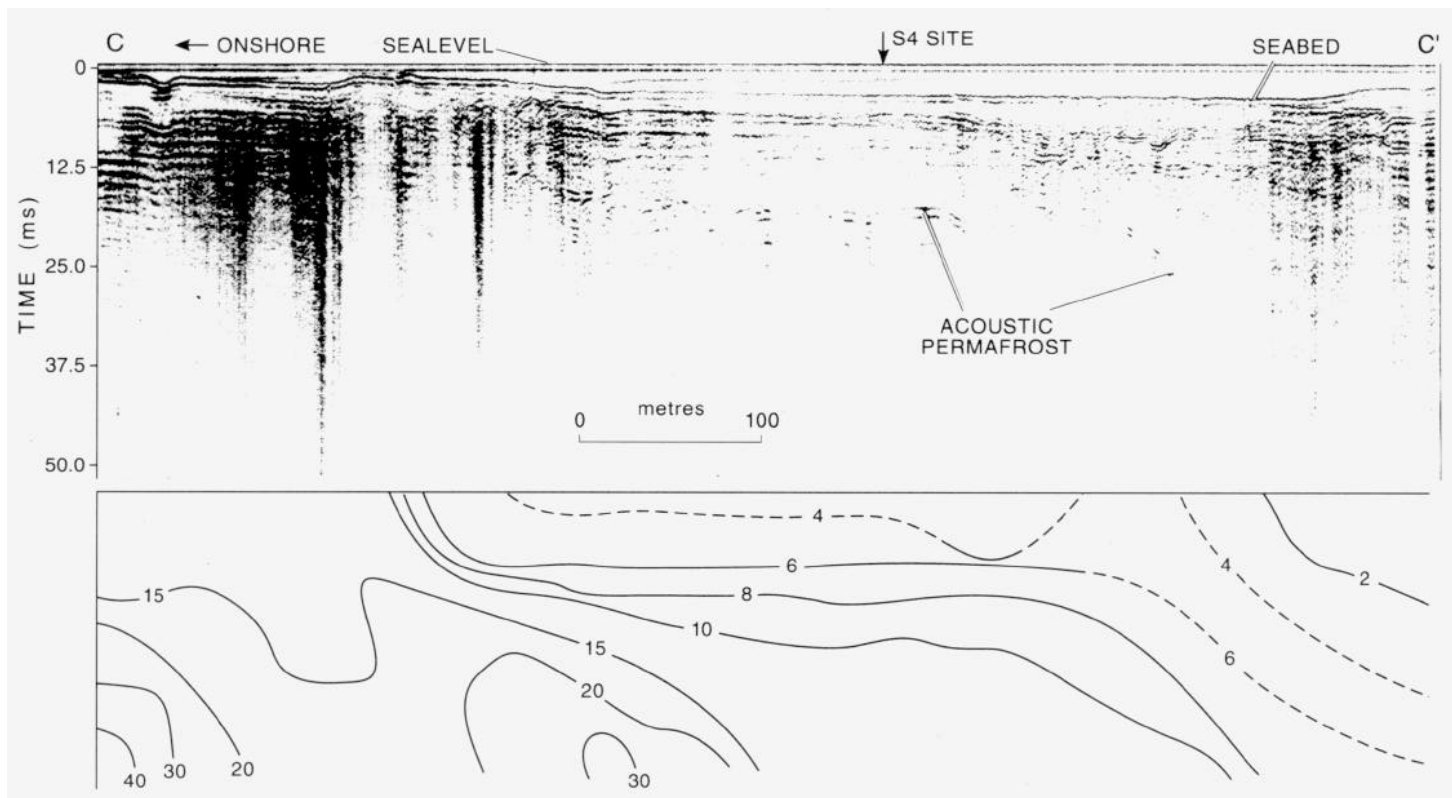 C
← ONSHORE
SEALEVEL
S4 SITE
SEABED
C'
0
12.5
25.0
37.5
50.0
TIME (ms)
ACOUSTIC
PERMAFROST
metres
0 100
4
6
8
10
15
20
30
15
20
30
40
4
2
6